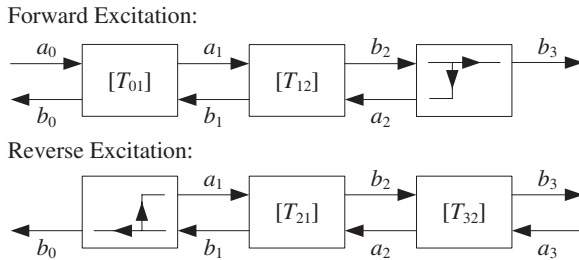 Forward Excitation:
a₀ a₁ b₂ b₃
[T₀₁] [T₁₂]
b₀ b₁ a₂
Reverse Excitation:
a₁ b₂ b₃
[T₂₁] [T₃₂]
b₀ b₁ a₂ a₃